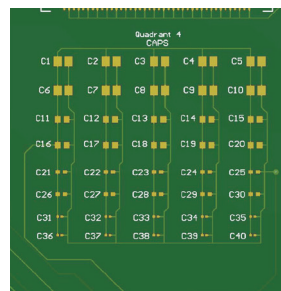 Quadrant 4
CAPS
C1 C2 C3 C4 C5
C6 C7 C8 C9 C10
C11 C12 C13 C14 C15
C16 C17 C18 C19 C20
C21 C22 C23 C24 C25
C26 C27 C28 C29 C30
C31 C32 C33 C34 C35
C36 C37 C38 C39 C40